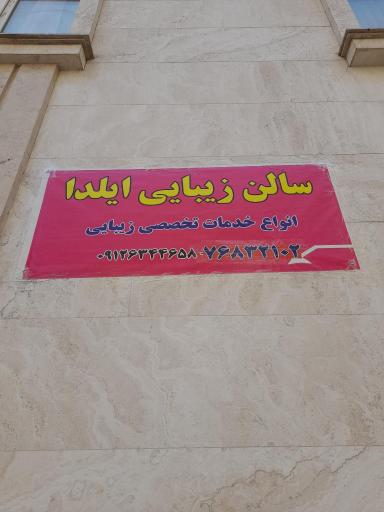 سالن زیبایی ایلدا
انواع خدمات تخصصی زیبایی
۰۹۱۲۶۳۴۴۶۵۸ ۷۶۸۳۲۱۰۲